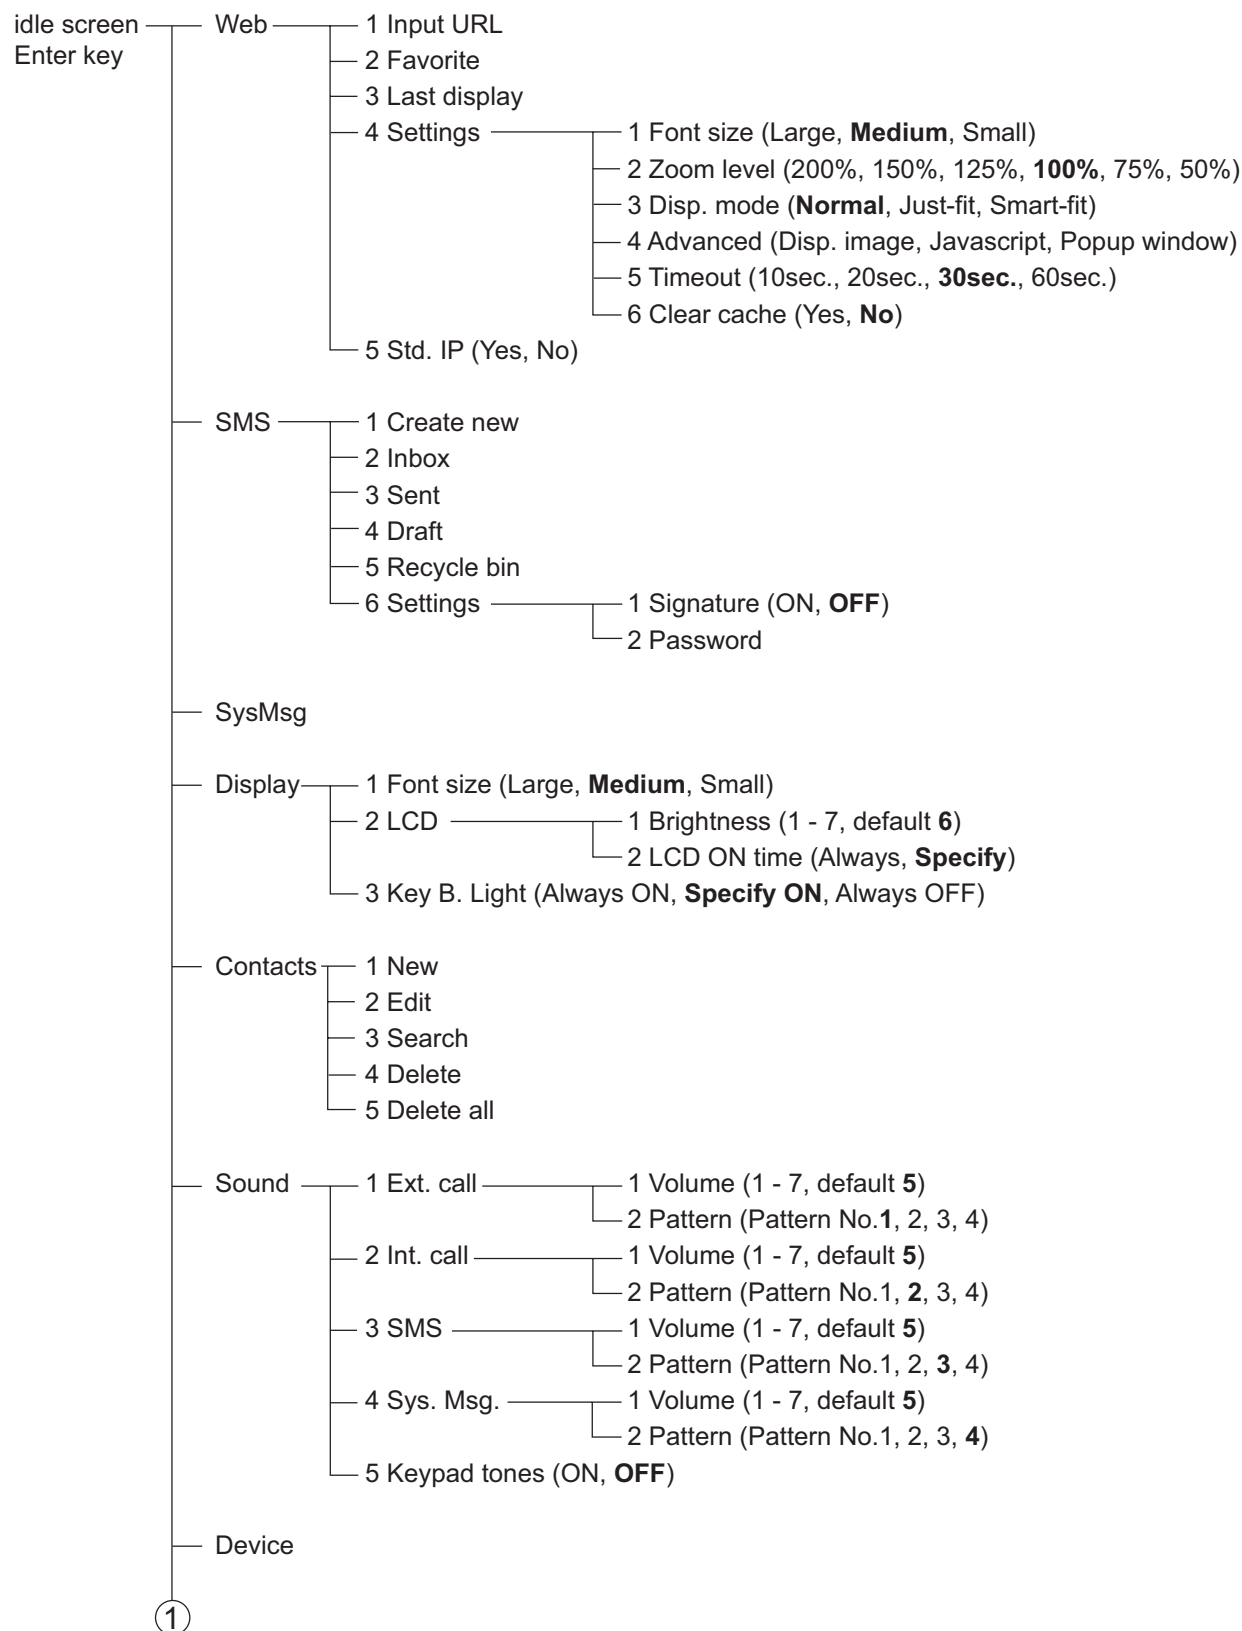 idle screen Web 1 Input URL
Enter key
2 Favorite
3 Last display
4 Settings 1 Font size (Large, Medium, Small)
2 Zoom level (200%, 150%, 125%, 100%, 75%, 50%)
3 Disp. mode (Normal, Just-fit, Smart-fit)
4 Advanced (Disp. image, Javascript, Popup window)
5 Timeout (10sec., 20sec., 30sec., 60sec.)
6 Clear cache (Yes, No)
5 Std. IP (Yes, No)
SMS 1 Create new
2 Inbox
3 Sent
4 Draft
5 Recycle bin
6 Settings 1 Signature (ON, OFF)
2 Password
SysMsg
Display 1 Font size (Large, Medium, Small)
2 LCD 1 Brightness (1 - 7, default 6)
2 LCD ON time (Always, Specify)
3 Key B. Light (Always ON, Specify ON, Always OFF)
Contacts 1 New
2 Edit
3 Search
4 Delete
5 Delete all
Sound 1 Ext. call 1 Volume (1 - 7, default 5)
2 Pattern (Pattern No.1, 2, 3, 4)
2 Int. call 1 Volume (1 - 7, default 5)
2 Pattern (Pattern No.1, 2, 3, 4)
3 SMS 1 Volume (1 - 7, default 5)
2 Pattern (Pattern No.1, 2, 3, 4)
4 Sys. Msg. 1 Volume (1 - 7, default 5)
2 Pattern (Pattern No.1, 2, 3, 4)
5 Keypad tones (ON, OFF)
Device
1